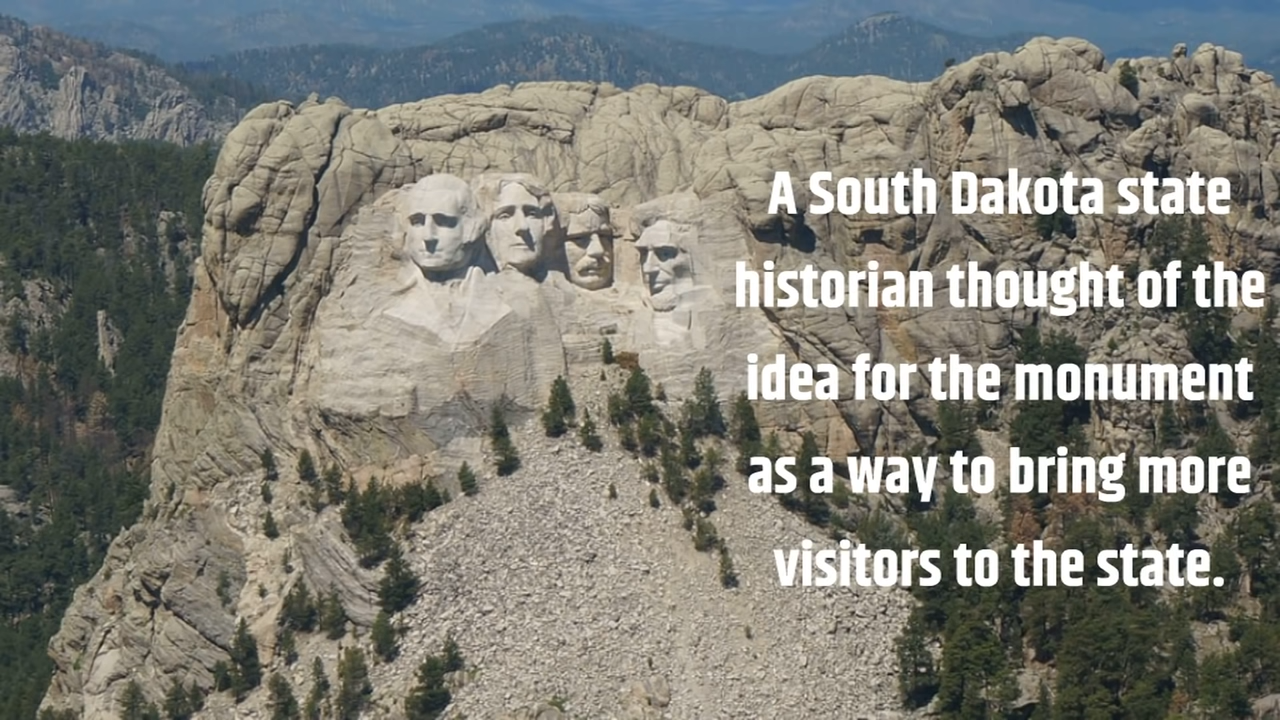 A South Dakota state
historian thought of the
idea for the monument
as a way to bring more
visitors to the state.